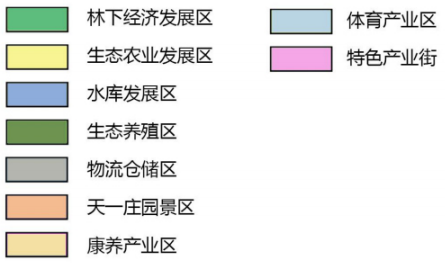 林下经济发展区
生态农业发展区
水库发展区
生态养殖区
物流仓储区
天一庄园景区
康养产业区
体育产业区
特色产业街